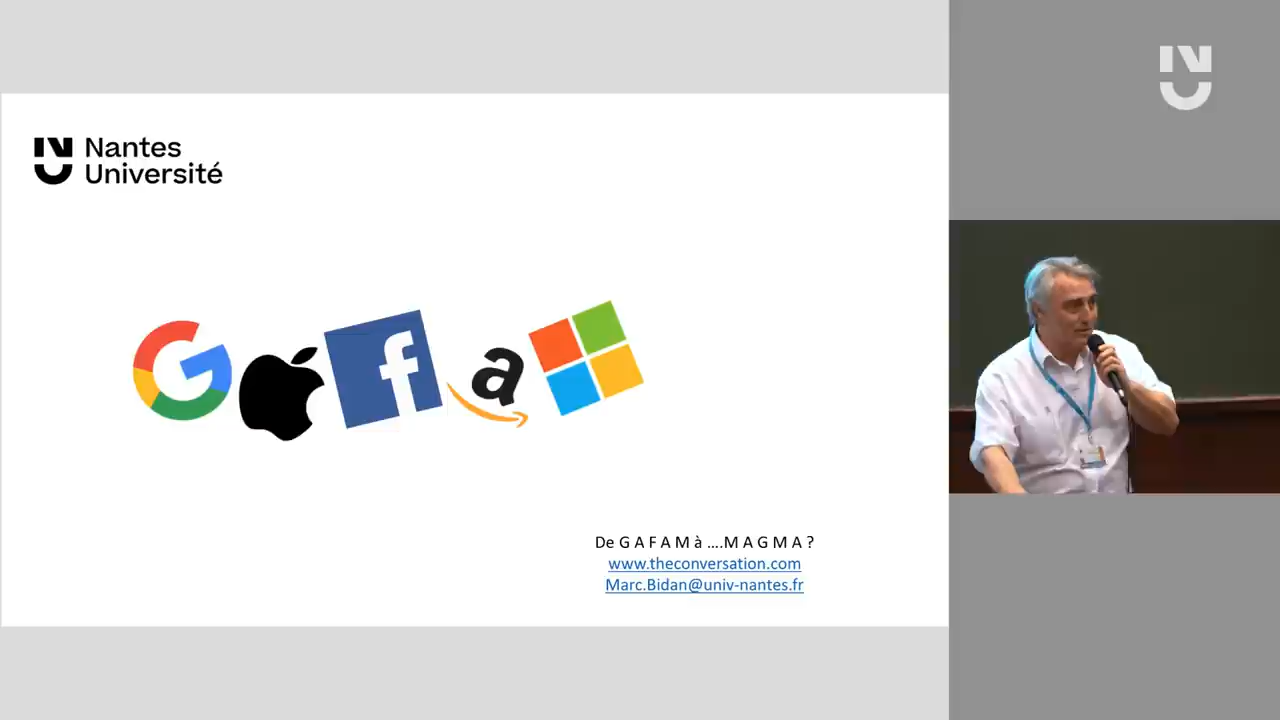 Nantes
Université
De G A F A M à ....M A G M A ?
www.theconversation.com
Marc.Bidan@univ-nantes.fr